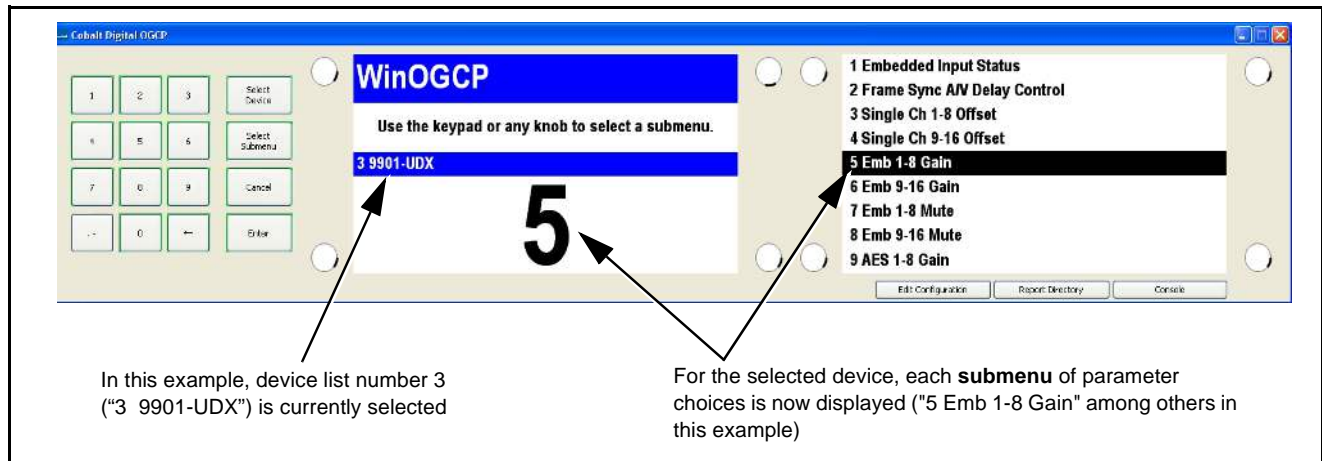 Cobalt Digital OGCP
1 2 3 Select Device
4 5 6 Select Submenu
7 8 9 Cancel
.- 0 ← Enter
WinOGCP
Use the keypad or any knob to select a submenu.
3 9901-UDX
5
1 Embedded Input Status
2 Frame Sync A/V Delay Control
3 Single Ch 1-8 Offset
4 Single Ch 9-16 Offset
5 Emb 1-8 Gain
6 Emb 9-16 Gain
7 Emb 1-8 Mute
8 Emb 9-16 Mute
9 AES 1-8 Gain
Edit Configuration Report Directory Console
In this example, device list number 3
(“3  9901-UDX”) is currently selected
For the selected device, each submenu of parameter
choices is now displayed ("5 Emb 1-8 Gain" among others in
this example)